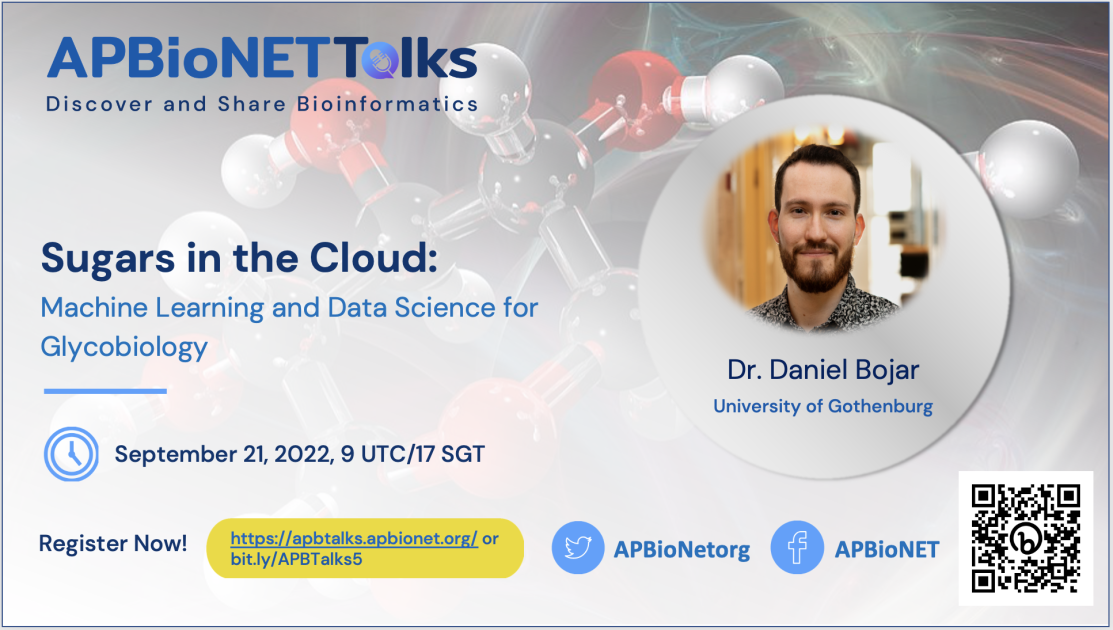 APBioNETTalks
Discover and Share Bioinformatics
Sugars in the Cloud:
Machine Learning and Data Science for
Glycobiology
September 21, 2022, 9 UTC/17 SGT
Dr. Daniel Bojar
University of Gothenburg
Register Now!
https://apbtalks.apbionet.org/ or
bit.ly/APBTalks5
APBioNetorg
APBioNET